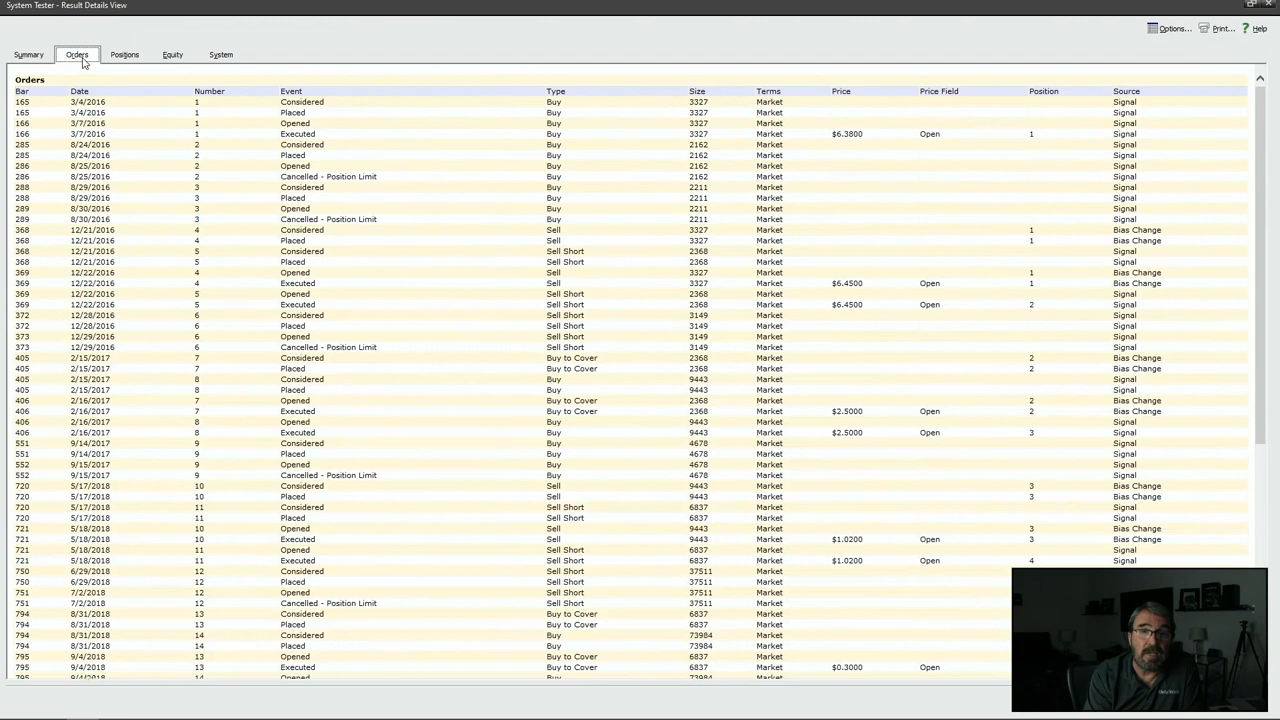 System Tester - Result Details View
Options... Print... Help
Summary Orders Positions Equity System
Orders
Bar Date Number Event Type Size Terms Price Price Field Position Source
165 3/4/2016 1 Considered Buy 3327 Market Signal
165 3/4/2016 1 Placed Buy 3327 Market Signal
166 3/7/2016 1 Opened Buy 3327 Market Signal
166 3/7/2016 1 Executed Buy 3327 Market $6.3800 Open 1 Signal
285 8/24/2016 2 Considered Buy 2162 Market Signal
285 8/24/2016 2 Placed Buy 2162 Market Signal
286 8/25/2016 2 Opened Buy 2162 Market Signal
286 8/25/2016 2 Cancelled - Position Limit Buy 2162 Market Signal
288 8/29/2016 3 Considered Buy 2211 Market Signal
288 8/29/2016 3 Placed Buy 2211 Market Signal
289 8/30/2016 3 Opened Buy 2211 Market Signal
289 8/30/2016 3 Cancelled - Position Limit Buy 2211 Market Signal
368 12/21/2016 4 Considered Sell 3327 Market 1 Bias Change
368 12/21/2016 4 Placed Sell 3327 Market 1 Bias Change
368 12/21/2016 5 Considered Sell Short 2368 Market Signal
368 12/21/2016 5 Placed Sell Short 2368 Market Signal
369 12/22/2016 4 Opened Sell 3327 Market 1 Bias Change
369 12/22/2016 4 Executed Sell 3327 Market $6.4500 Open 1 Bias Change
369 12/22/2016 5 Opened Sell Short 2368 Market Signal
369 12/22/2016 5 Executed Sell Short 2368 Market $6.4500 Open 2 Signal
372 12/28/2016 6 Considered Sell Short 3149 Market Signal
372 12/28/2016 6 Placed Sell Short 3149 Market Signal
373 12/29/2016 6 Opened Sell Short 3149 Market Signal
373 12/29/2016 6 Cancelled - Position Limit Sell Short 3149 Market Signal
405 2/15/2017 7 Considered Buy to Cover 2368 Market 2 Bias Change
405 2/15/2017 7 Placed Buy to Cover 2368 Market 2 Bias Change
405 2/15/2017 8 Considered Buy 9443 Market Signal
405 2/15/2017 8 Placed Buy 9443 Market Signal
406 2/16/2017 7 Opened Buy to Cover 2368 Market 2 Bias Change
406 2/16/2017 7 Executed Buy to Cover 2368 Market $2.5000 Open 2 Bias Change
406 2/16/2017 8 Opened Buy 9443 Market Signal
406 2/16/2017 8 Executed Buy 9443 Market $2.5000 Open 3 Signal
551 9/14/2017 9 Considered Buy 4678 Market Signal
551 9/14/2017 9 Placed Buy 4678 Market Signal
552 9/15/2017 9 Opened Buy 4678 Market Signal
552 9/15/2017 9 Cancelled - Position Limit Buy 4678 Market Signal
720 5/17/2018 10 Considered Sell 9443 Market 3 Bias Change
720 5/17/2018 10 Placed Sell 9443 Market 3 Bias Change
720 5/17/2018 11 Considered Sell Short 6837 Market Signal
720 5/17/2018 11 Placed Sell Short 6837 Market Signal
721 5/18/2018 10 Opened Sell 9443 Market 3 Bias Change
721 5/18/2018 10 Executed Sell 9443 Market $1.0200 Open 3 Bias Change
721 5/18/2018 11 Opened Sell Short 6837 Market Signal
721 5/18/2018 11 Executed Sell Short 6837 Market $1.0200 Open 4 Signal
750 6/29/2018 12 Considered Sell Short 37511 Market
750 6/29/2018 12 Placed Sell Short 37511 Market
751 7/2/2018 12 Opened Sell Short 37511 Market
751 7/2/2018 12 Cancelled - Position Limit Sell Short 37511 Market
794 8/31/2018 13 Considered Buy to Cover 6837 Market
794 8/31/2018 13 Placed Buy to Cover 6837 Market
794 8/31/2018 14 Considered Buy 73984 Market
794 8/31/2018 14 Placed Buy 73984 Market
795 9/4/2018 13 Opened Buy to Cover 6837 Market
795 9/4/2018 13 Executed Buy to Cover 6837 Market $0.3000 Open
795 9/4/2018 14 Opened Buy 73984 Market